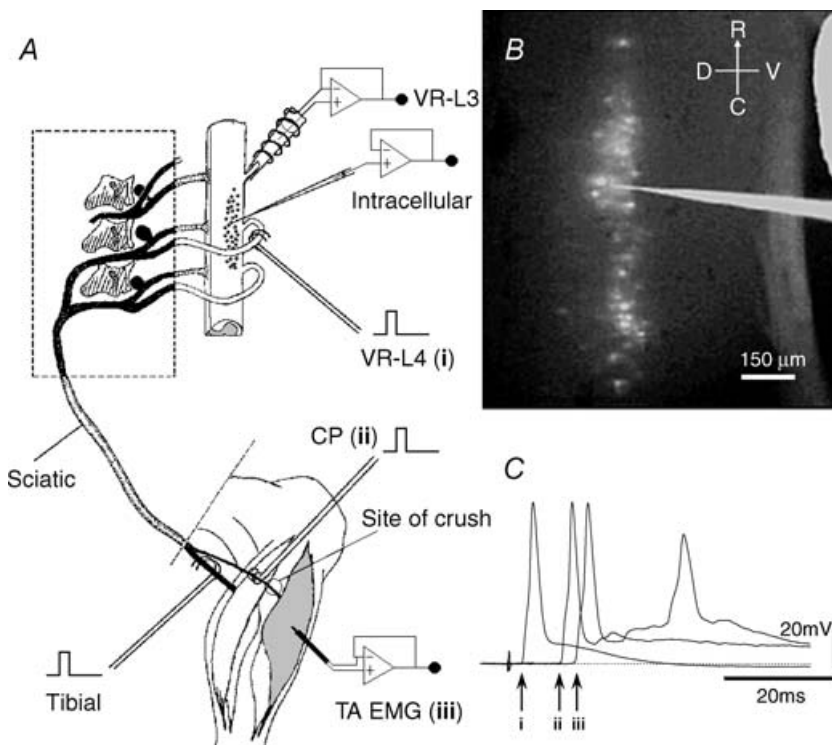 A
VR-L3
Intracellular
VR-L4 (i)
CP (ii)
Sciatic
Site of crush
Tibial
TA EMG (iii)
B
R
D V
C
150 µm
C
20mV
20ms
i ii iii